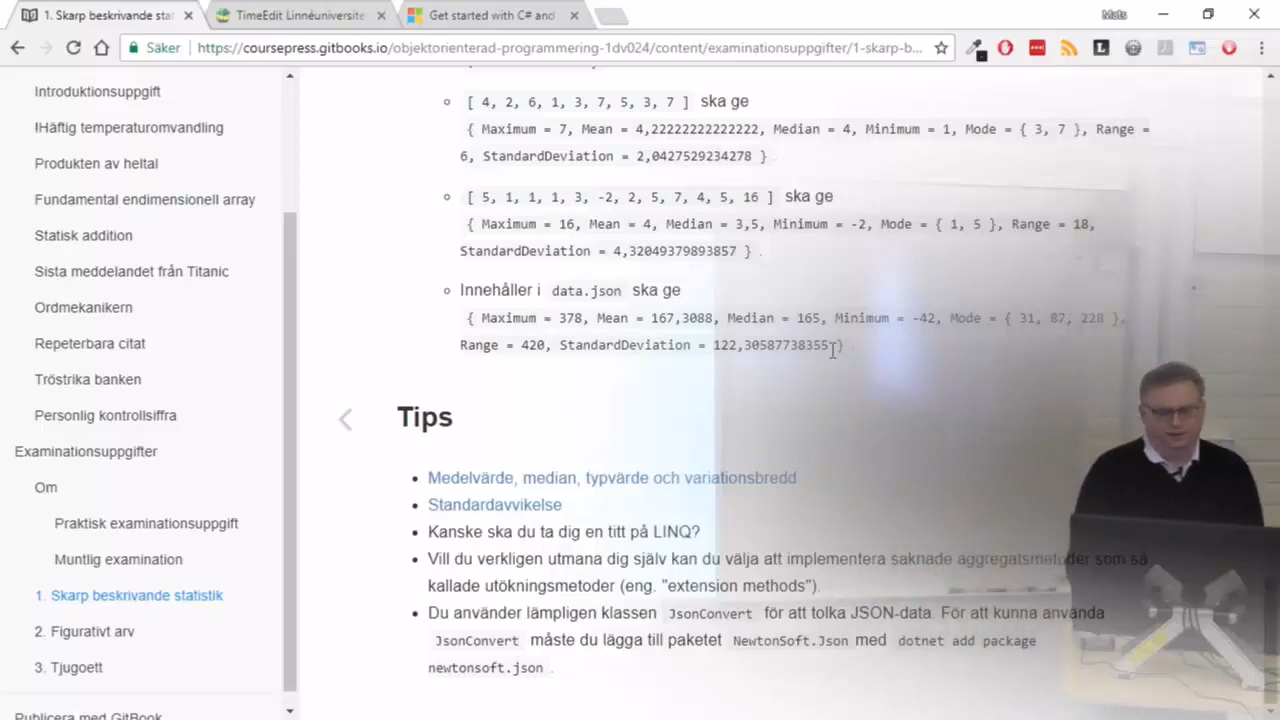 1. Skarp beskrivande stat
TimeEdit Linnéuniversite
Get started with C# and
Mats
Säker
https://coursepress.gitbooks.io/objektorienterad-programmering-1dv024/content/examinationsuppgifter/1-skarp-b...
Introduktionsuppgift
!Häftig temperaturomvandling
Produkten av heltal
Fundamental endimensionell array
Statisk addition
Sista meddelandet från Titanic
Ordmekanikern
Repeterbara citat
Tröstrika banken
Personlig kontrollsiffra
Examinationsuppgifter
Om
Praktisk examinationsuppgift
Muntlig examination
1. Skarp beskrivande statistik
2. Figurativt arv
3. Tjugoett
Publicera med GitBook
[ 4, 2, 6, 1, 3, 7, 5, 3, 7 ] ska ge
{ Maximum = 7, Mean = 4,22222222222222, Median = 4, Minimum = 1, Mode = { 3, 7 }, Range =
6, StandardDeviation = 2,0427529234278 } .
[ 5, 1, 1, 1, 3, -2, 2, 5, 7, 4, 5, 16 ] ska ge
{ Maximum = 16, Mean = 4, Median = 3,5, Minimum = -2, Mode = { 1, 5 }, Range = 18,
StandardDeviation = 4,32049379893857 } .
Innehåller i data.json ska ge
{ Maximum = 378, Mean = 167,3088, Median = 165, Minimum = -42, Mode = { 31, 87, 228 },
Range = 420, StandardDeviation = 122,30587738355 } .
Tips
Medelvärde, median, typvärde och variationsbredd
Standardavvikelse
Kanske ska du ta dig en titt på LINQ?
Vill du verkligen utmana dig själv kan du välja att implementera saknade aggregatsmetoder som så
kallade utökningsmetoder (eng. "extension methods").
Du använder lämpligen klassen JsonConvert för att tolka JSON-data. För att kunna använda
JsonConvert måste du lägga till paketet NewtonSoft.Json med dotnet add package
newtonsoft.json .